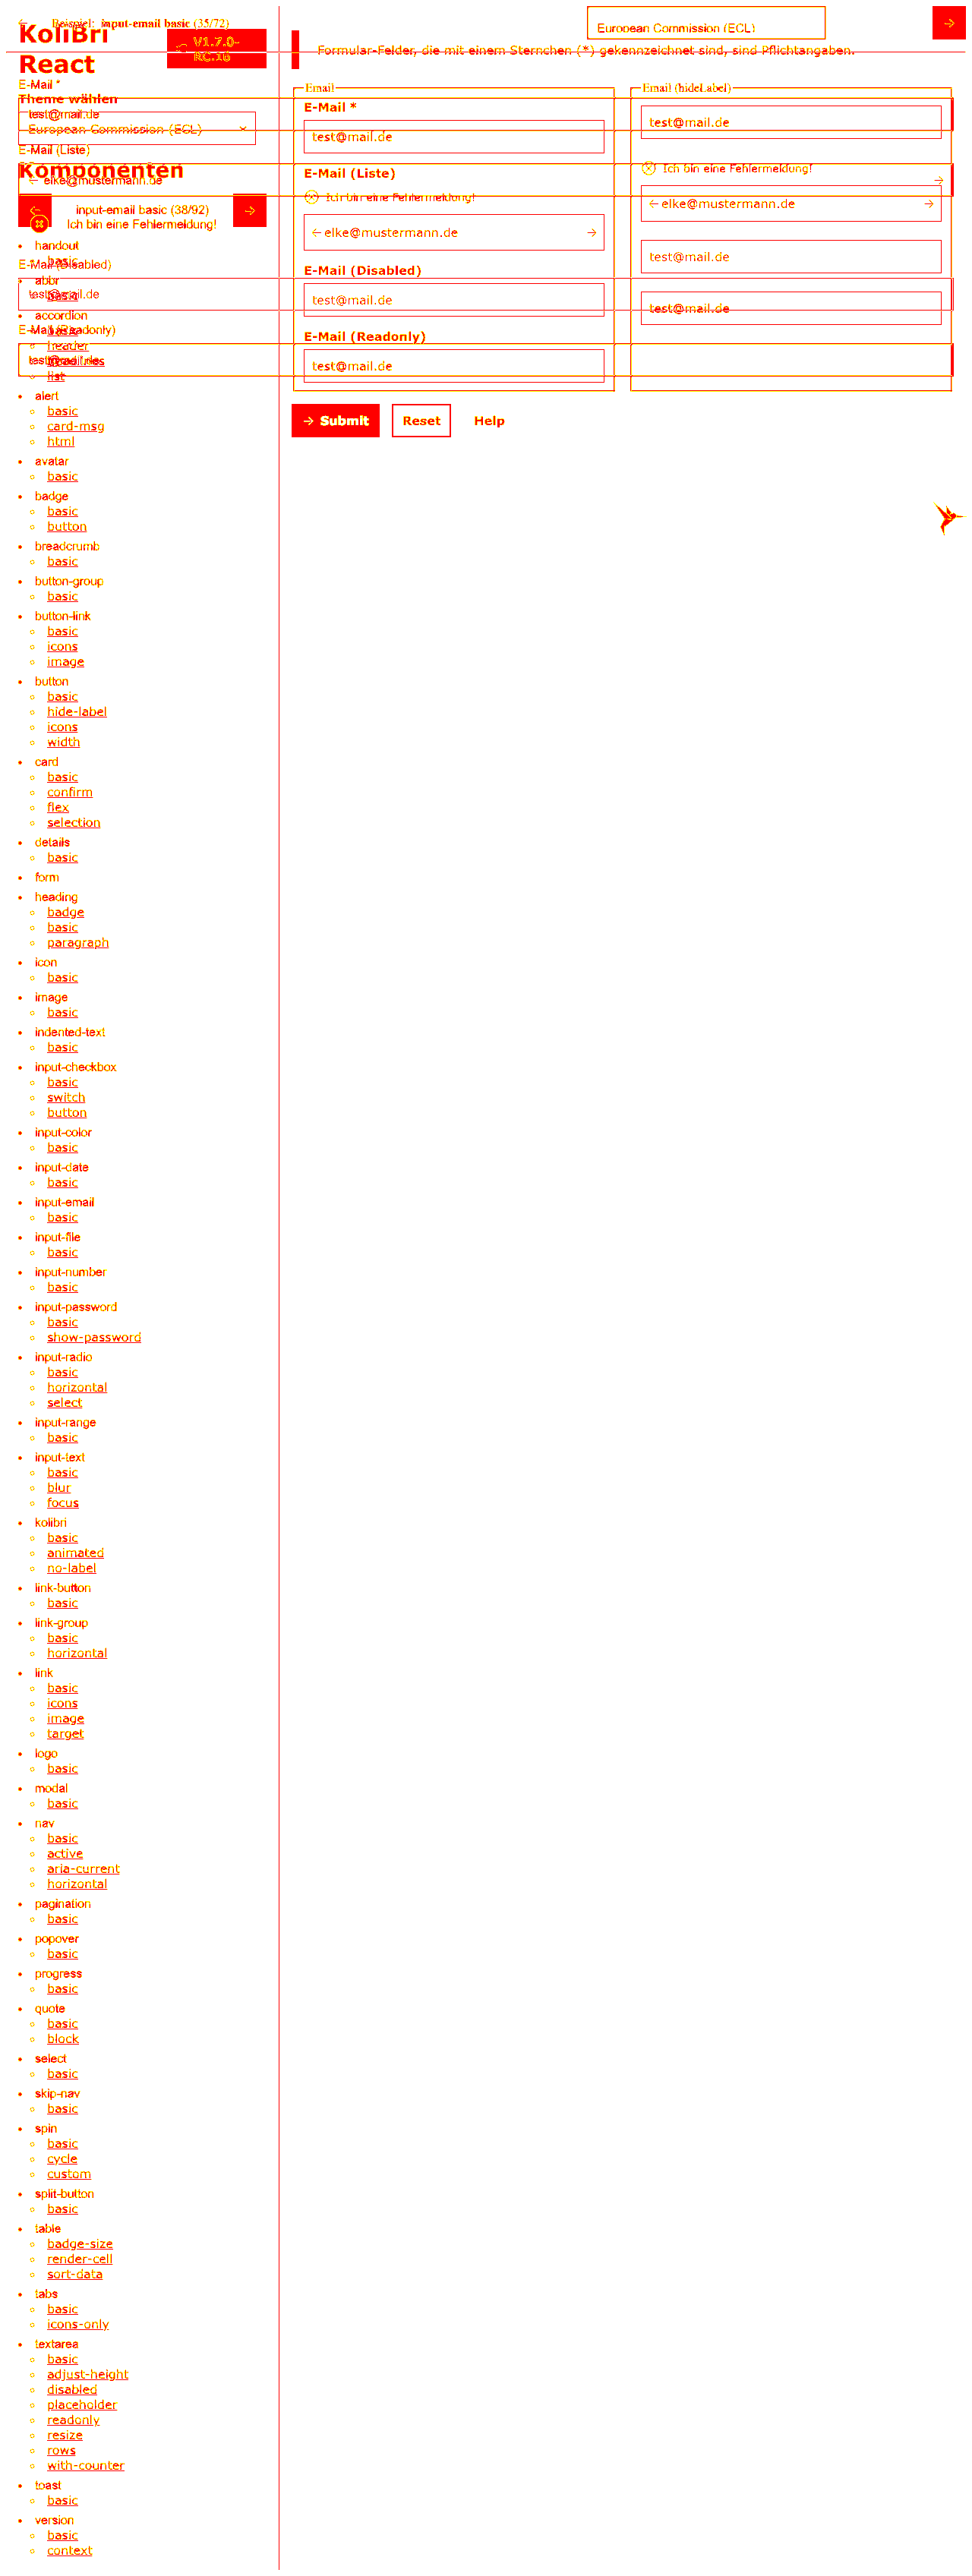 Beispiel: input-email basic (35/72)
European Commission (ECL)
KoliBri
React
V1.7.0-
RC.16
Formular-Felder, die mit einem Sternchen (*) gekennzeichnet sind, sind Pflichtangaben.
E-Mail *
Theme wählen
test@mail.de
European Commission (ECL)
E-Mail (Liste)
Komponenten
elke@mustermann.de
input-email basic (38/92)
Ich bin eine Fehlermeldung!
Email
E-Mail *
test@mail.de
E-Mail (Liste)
Ich bin eine Fehlermeldung!
elke@mustermann.de
E-Mail (Disabled)
test@mail.de
E-Mail (Readonly)
test@mail.de
Email (hideLabel)
test@mail.de
Ich bin eine Fehlermeldung!
elke@mustermann.de
test@mail.de
test@mail.de
Submit
Reset
Help
handout
basic
E-Mail (Disabled)
abbr
basic
test@mail.de
accordion
basic
E-Mail (Readonly)
header
headlines
test@mail.de
list
alert
basic
card-msg
html
avatar
basic
badge
basic
button
breadcrumb
basic
button-group
basic
button-link
basic
icons
image
button
basic
hide-label
icons
width
card
basic
confirm
flex
selection
details
basic
form
heading
badge
basic
paragraph
icon
basic
image
basic
indented-text
basic
input-checkbox
basic
switch
button
input-color
basic
input-date
basic
input-email
basic
input-file
basic
input-number
basic
input-password
basic
show-password
input-radio
basic
horizontal
select
input-range
basic
input-text
basic
blur
focus
kolibri
basic
animated
no-label
link-button
basic
link-group
basic
horizontal
link
basic
icons
image
target
logo
basic
modal
basic
nav
basic
active
aria-current
horizontal
pagination
basic
popover
basic
progress
basic
quote
basic
block
select
basic
skip-nav
basic
spin
basic
cycle
custom
split-button
basic
table
badge-size
render-cell
sort-data
tabs
basic
icons-only
textarea
basic
adjust-height
disabled
placeholder
readonly
resize
rows
with-counter
toast
basic
version
basic
context